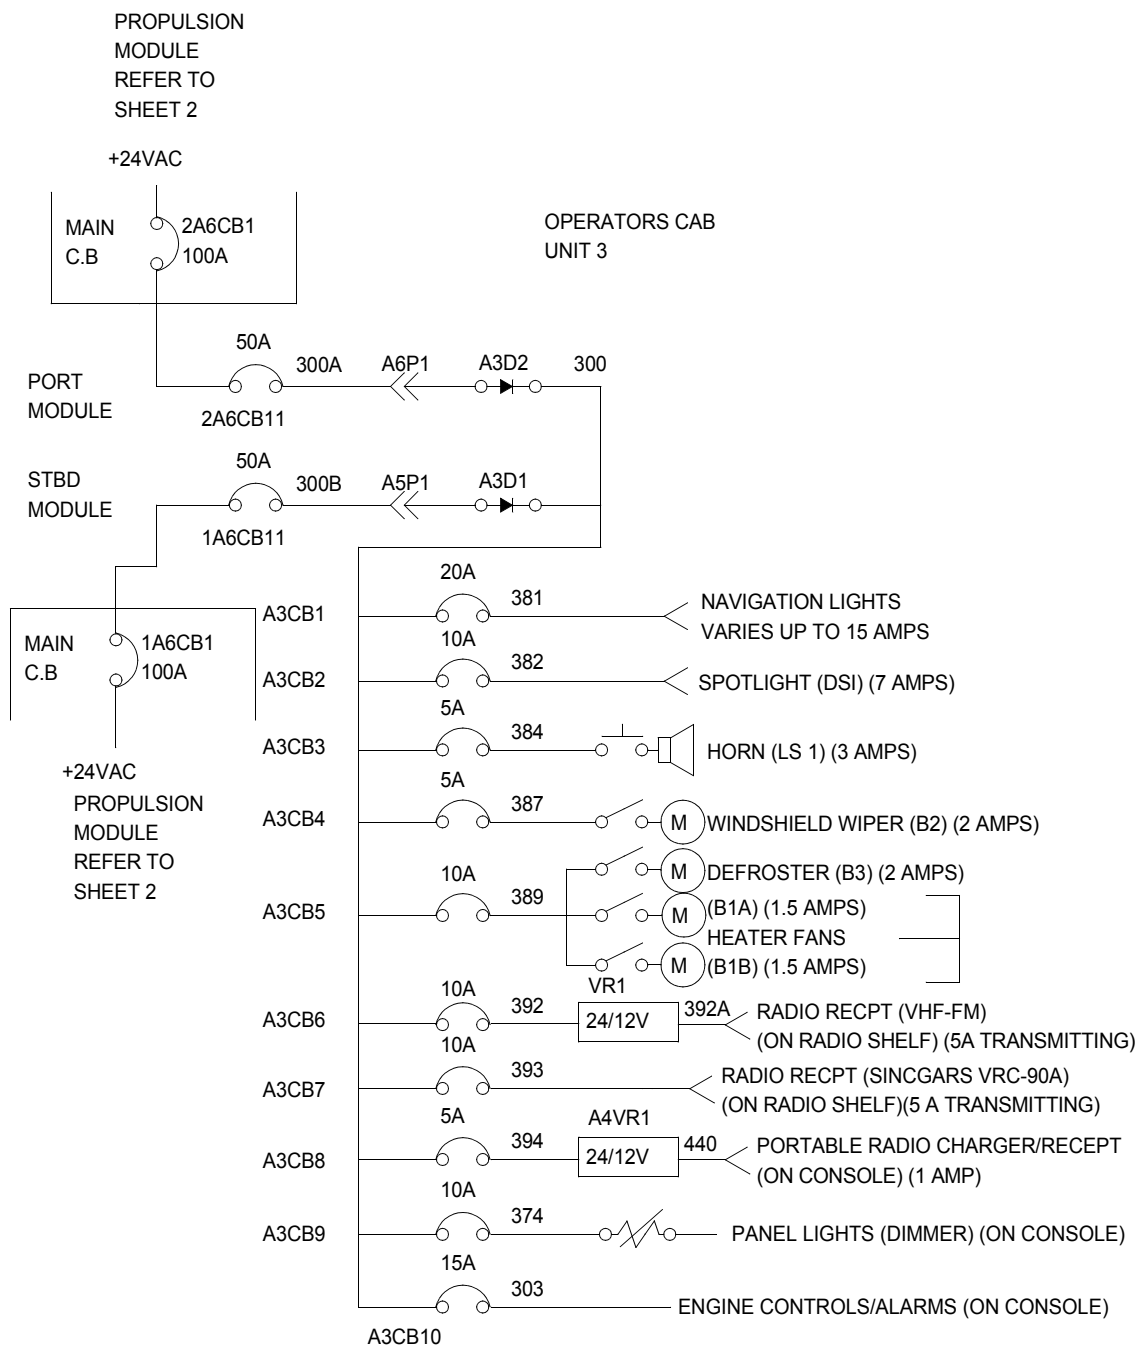 PROPULSION
MODULE
REFER TO
SHEET 2
+24VAC
MAIN
C.B
2A6CB1
100A
OPERATORS CAB
UNIT 3
PORT
MODULE
50A
2A6CB11
300A
A6P1
A3D2
300
STBD
MODULE
50A
1A6CB11
300B
A5P1
A3D1
MAIN
C.B
1A6CB1
100A
+24VAC
PROPULSION
MODULE
REFER TO
SHEET 2
A3CB1
20A
381
NAVIGATION LIGHTS
VARIES UP TO 15 AMPS
A3CB2
10A
382
SPOTLIGHT (DSI) (7 AMPS)
A3CB3
5A
384
HORN (LS 1) (3 AMPS)
A3CB4
5A
387
M
WINDSHIELD WIPER (B2) (2 AMPS)
A3CB5
10A
389
M
DEFROSTER (B3) (2 AMPS)
M
(B1A) (1.5 AMPS)
HEATER FANS
M
(B1B) (1.5 AMPS)
A3CB6
10A
392
VR1
24/12V
392A
RADIO RECPT (VHF-FM)
(ON RADIO SHELF) (5A TRANSMITTING)
A3CB7
10A
393
RADIO RECPT (SINCGARS VRC-90A)
(ON RADIO SHELF)(5 A TRANSMITTING)
A3CB8
5A
394
A4VR1
24/12V
440
PORTABLE RADIO CHARGER/RECEPT
(ON CONSOLE) (1 AMP)
A3CB9
10A
374
PANEL LIGHTS (DIMMER) (ON CONSOLE)
15A
303
ENGINE CONTROLS/ALARMS (ON CONSOLE)
A3CB10